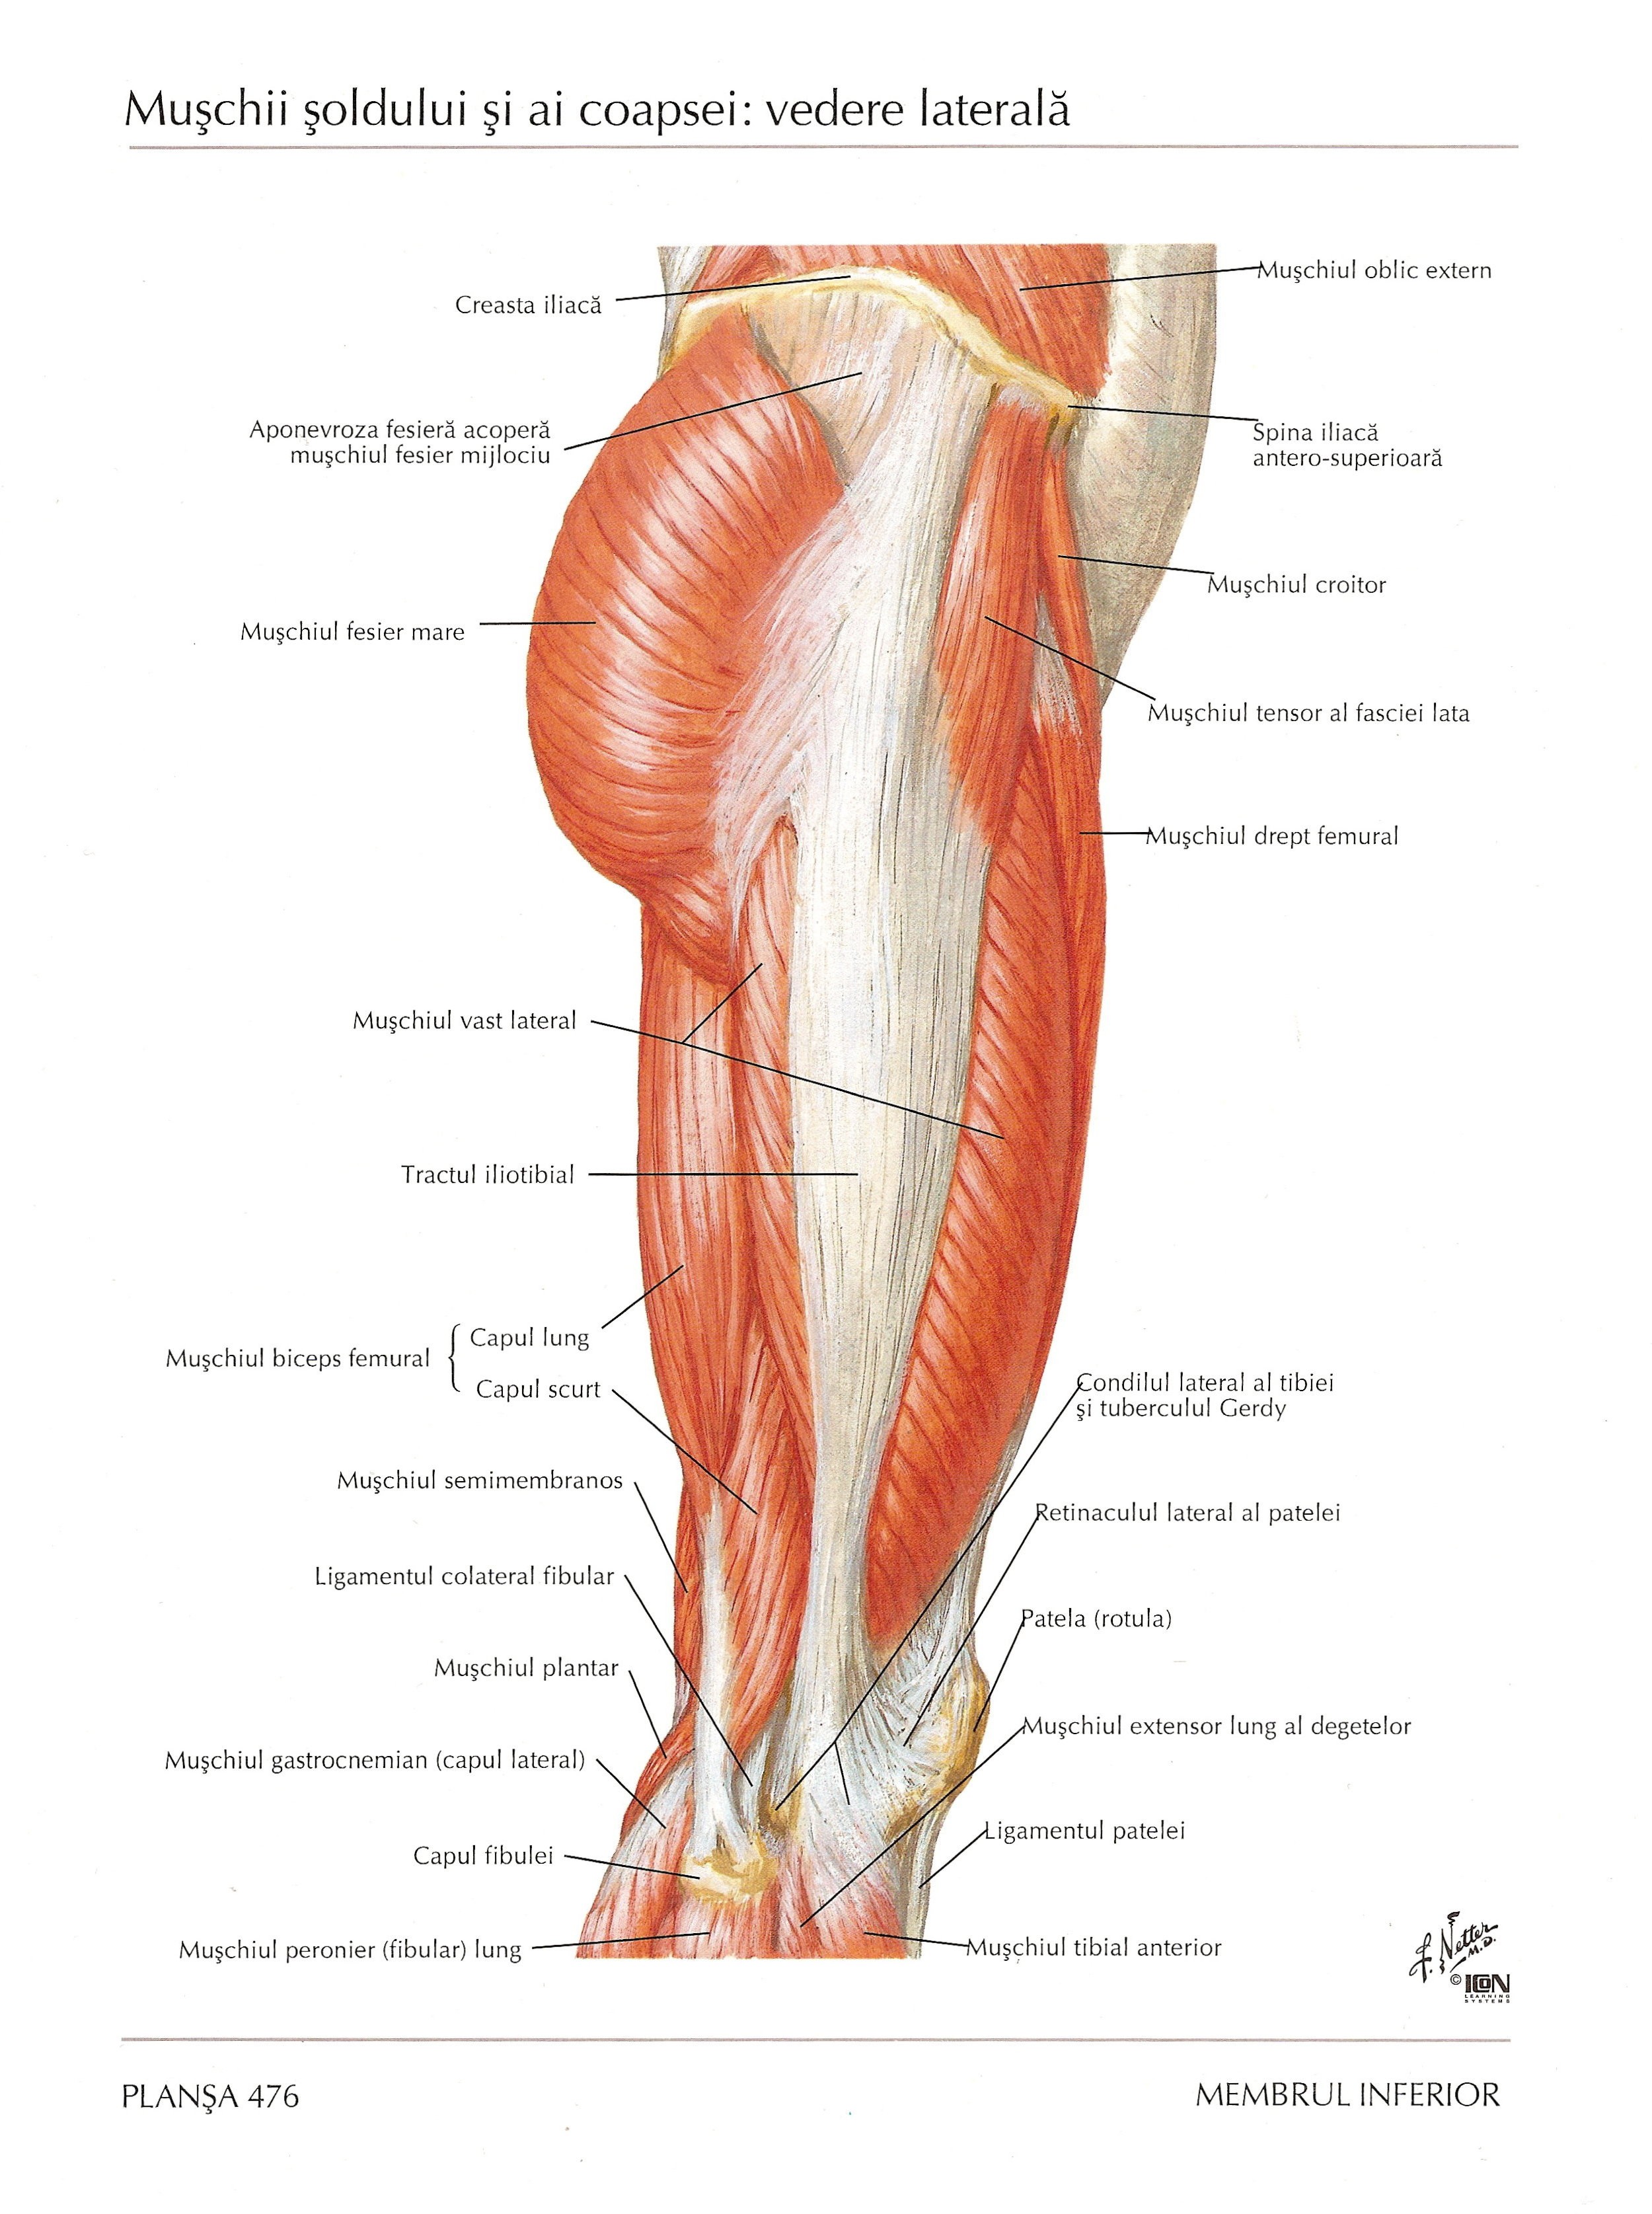 Muşchii şoldului şi ai coapsei: vedere laterală
Creasta iliacă
Aponevroza fesieră acoperă
muşchiul fesier mijlociu
Muşchiul fesier mare
Muşchiul vast lateral
Tractul iliotibial
Muşchiul biceps femural
Capul lung
Capul scurt
Muşchiul semimembranos
Ligamentul colateral fibular
Muşchiul plantar
Muşchiul gastrocnemian (capul lateral)
Capul fibulei
Muşchiul peronier (fibular) lung
Muşchiul oblic extern
Spina iliacă
antero-superioară
Muşchiul croitor
Muşchiul tensor al fasciei lata
Muşchiul drept femural
Condilul lateral al tibiei
şi tuberculul Gerdy
Retinaculul lateral al patelei
Patela (rotula)
Muşchiul extensor lung al degetelor
Ligamentul patelei
Muşchiul tibial anterior
F. Netter
M.D.
© ICON
LEARNING
SYSTEMS
PLANŞA 476
MEMBRUL INFERIOR